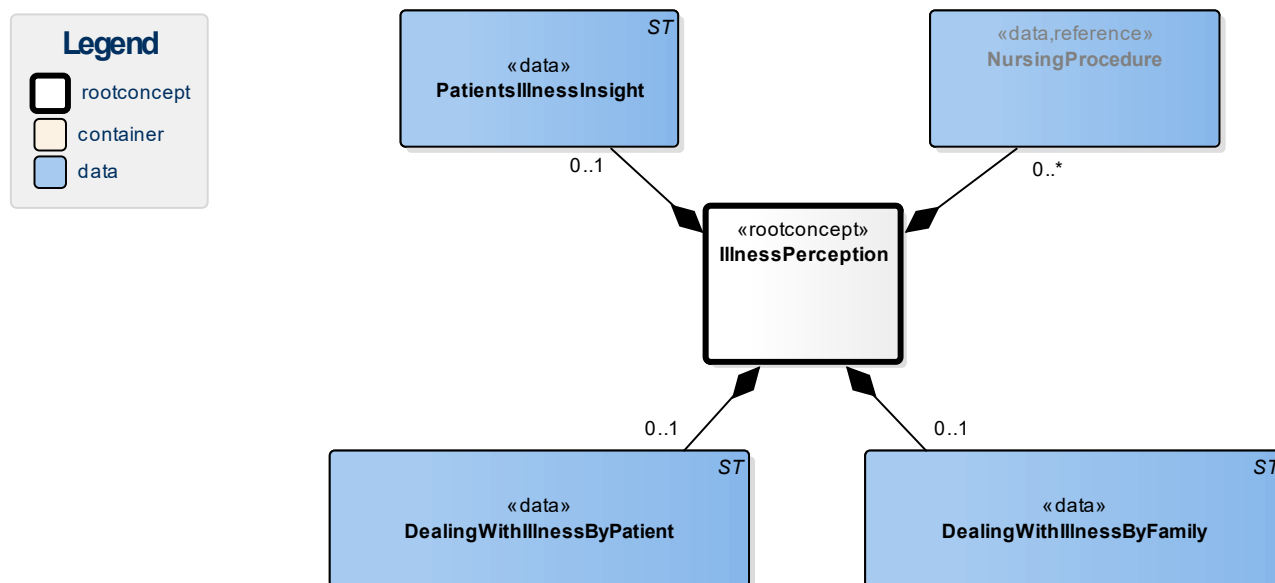 Legend
rootconcept
container
data
ST
«data»
PatientsIllnessInsight
0..1
«data,reference»
NursingProcedure
0..*
«rootconcept»
IllnessPerception
0..1
ST
«data»
DealingWithIllnessByPatient
0..1
ST
«data»
DealingWithIllnessByFamily